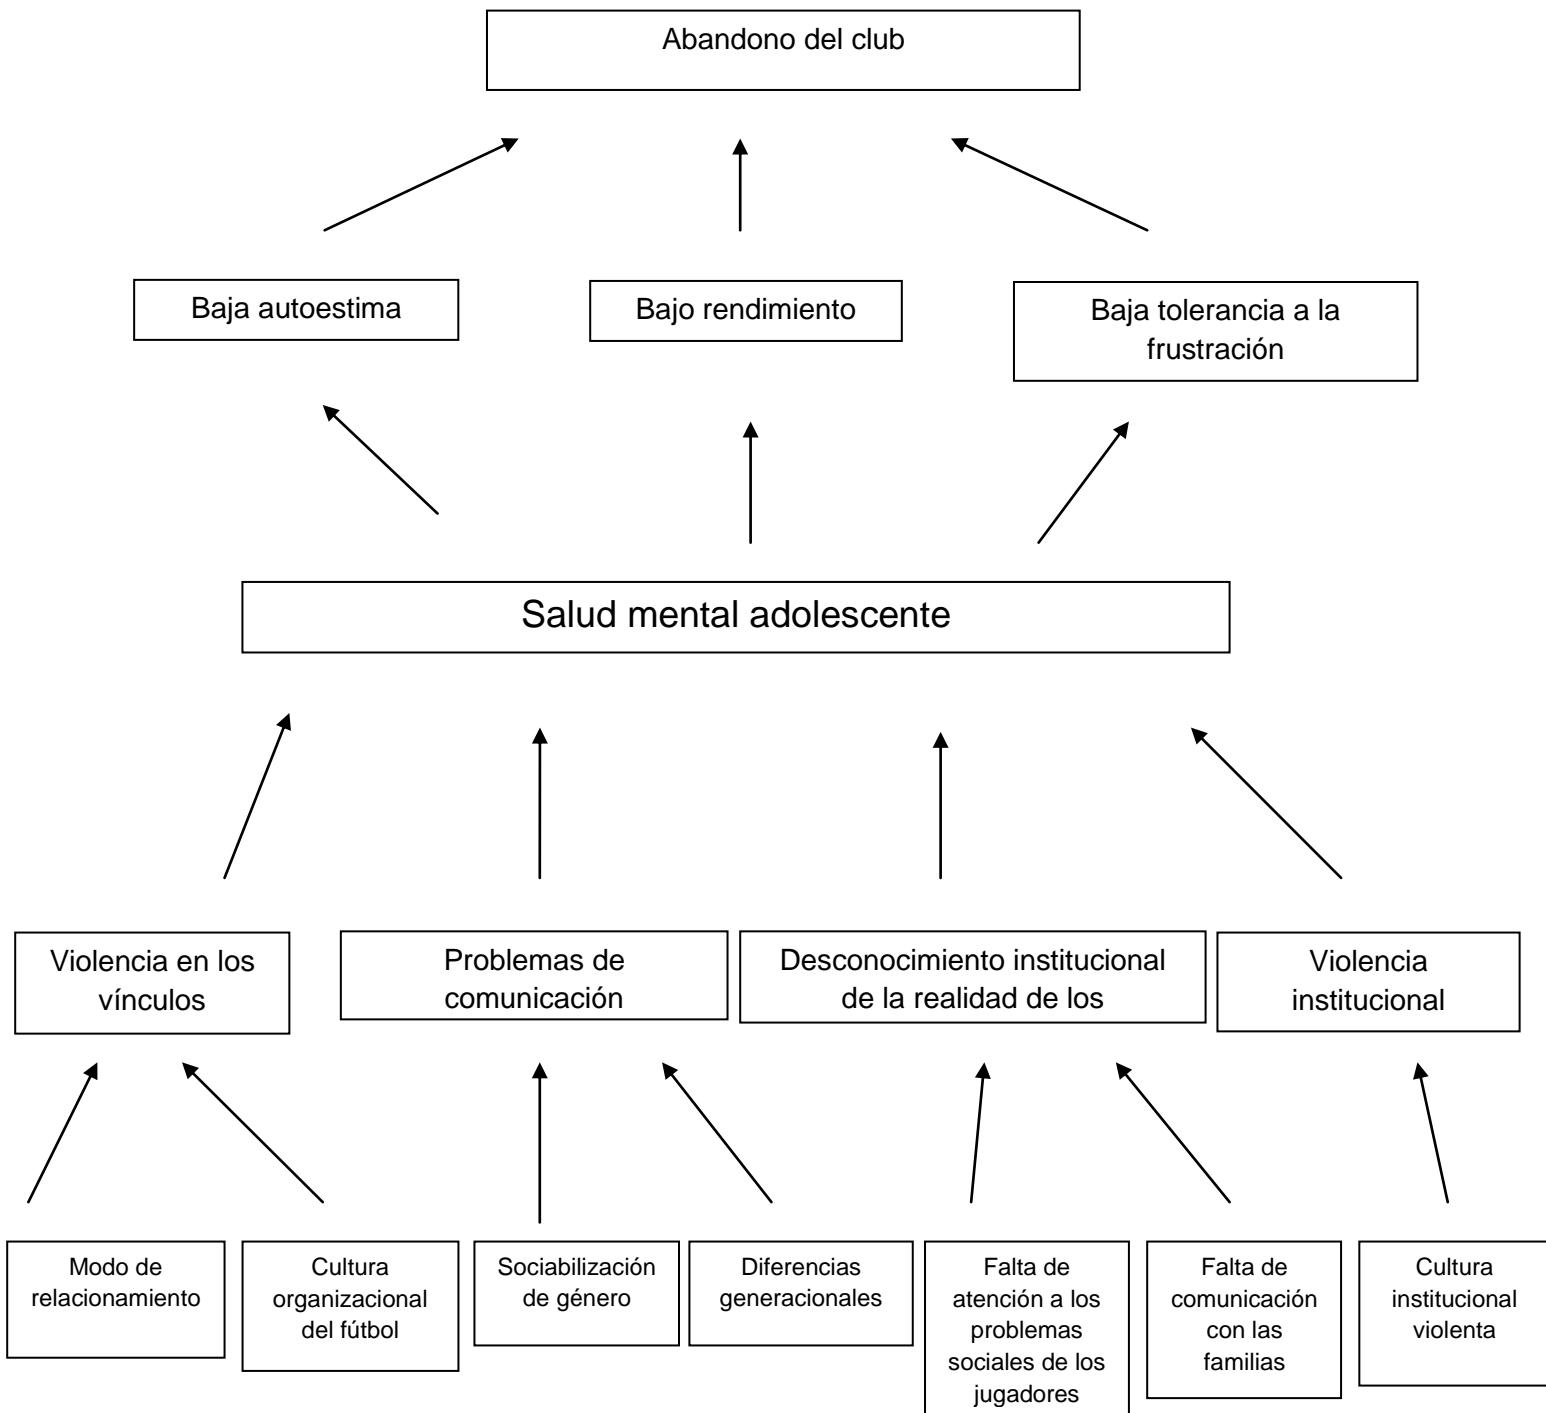 Abandono del club
Baja autoestima
Bajo rendimiento
Baja tolerancia a la
frustración
Salud mental adolescente
Violencia en los
vínculos
Problemas de
comunicación
Desconocimiento institucional
de la realidad de los
Violencia
institucional
Modo de
relacionamiento
Cultura
organizacional
del fútbol
Sociabilización
de género
Diferencias
generacionales
Falta de
atención a los
problemas
sociales de los
jugadores
Falta de
comunicación
con las
familias
Cultura
institucional
violenta